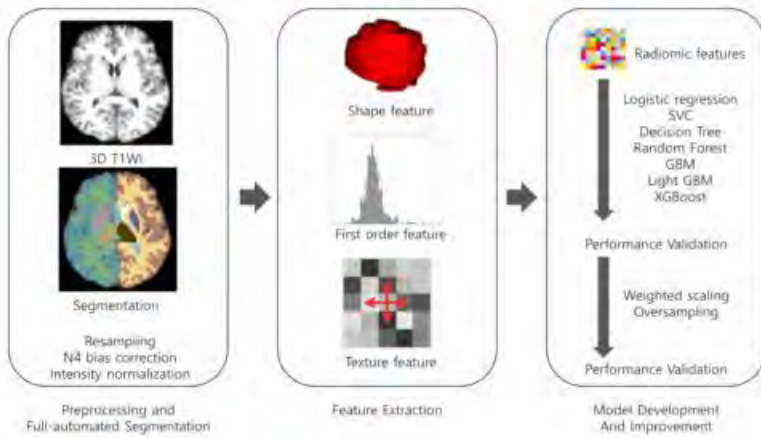 3D T1WI
Segmentation
Resampling
N4 bias correction
Intensity normalization
Preprocessing and
Full-automated Segmentation
Shape feature
First order feature
Texture feature
Feature Extraction
Radiomic features
Logistic regression
SVC
Decision Tree
Random Forest
GBM
Light GBM
XGBoost
Performance Validation
Weighted scaling
Oversampling
Performance Validation
Model Development
And Improvement